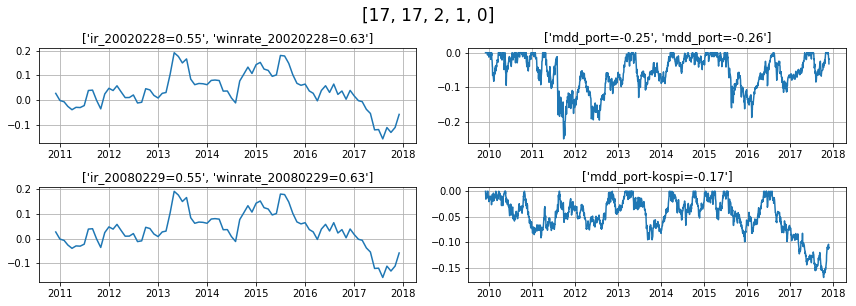 [17, 17, 2, 1, 0]
['ir_20020228=0.55', 'winrate_20020228=0.63']
0.2
0.1
0.0
−0.1
2011 2012 2013 2014 2015 2016 2017 2018
['mdd_port=-0.25', 'mdd_port=-0.26']
0.0
−0.1
−0.2
2010 2011 2012 2013 2014 2015 2016 2017 2018
['ir_20080229=0.55', 'winrate_20080229=0.63']
0.2
0.1
0.0
−0.1
2011 2012 2013 2014 2015 2016 2017 2018
['mdd_port-kospi=-0.17']
0.00
−0.05
−0.10
−0.15
2010 2011 2012 2013 2014 2015 2016 2017 2018